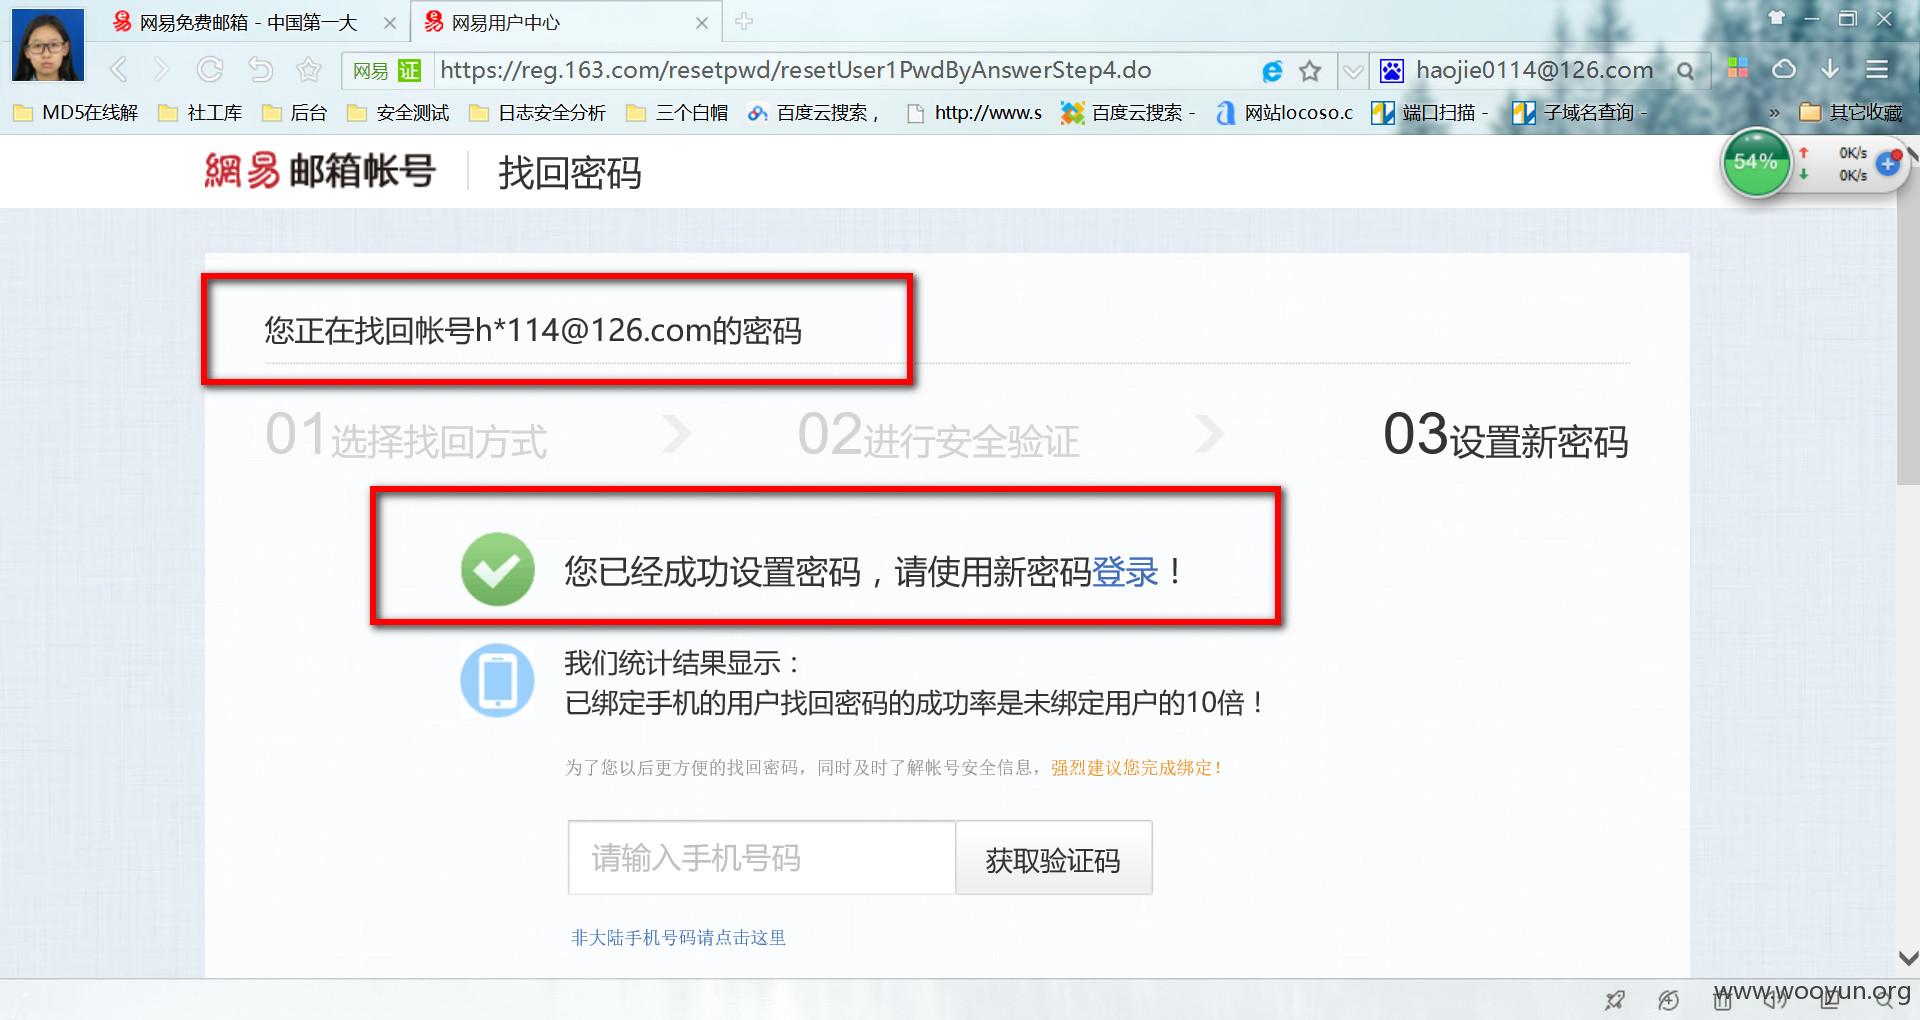 网易免费邮箱 - 中国第一大
网易用户中心
网易 证 https://reg.163.com/resetpwd/resetUser1PwdByAnswerStep4.do
haojie0114@126.com
MD5在线解 社工库 后台 安全测试 日志安全分析 三个白帽 百度云搜索， http://www.s 百度云搜索 - 网站locoso.c 端口扫描 - 子域名查询 - » 其它收藏
54% 0K/s
0K/s
網易 邮箱帐号 找回密码
您正在找回帐号h*114@126.com的密码
01选择找回方式 02进行安全验证 03设置新密码
您已经成功设置密码，请使用新密码登录！
我们统计结果显示：
已绑定手机的用户找回密码的成功率是未绑定用户的10倍！
为了您以后更方便的找回密码，同时及时了解帐号安全信息，强烈建议您完成绑定！
请输入手机号码 获取验证码
非大陆手机号码请点击这里
www.wooyun.org